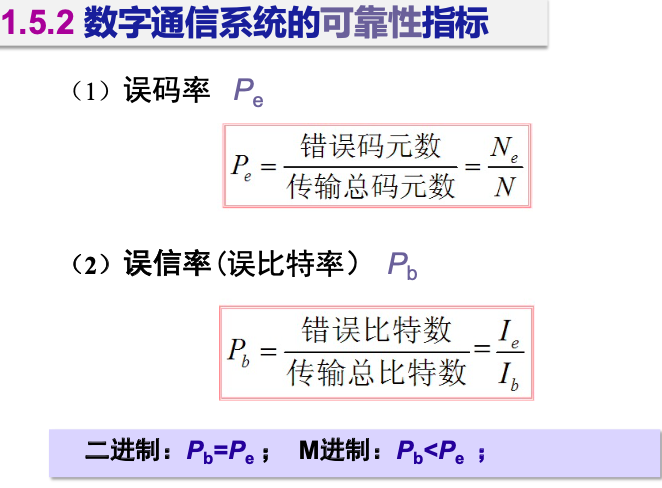 1.5.2 数字通信系统的可靠性指标
（1）误码率 Pe
Pe = 错误码元数 / 传输总码元数 = Ne / N
（2）误信率(误比特率） Pb
Pb = 错误比特数 / 传输总比特数 = Ie / Ib
二进制：Pb=Pe； M进制：Pb<Pe ；